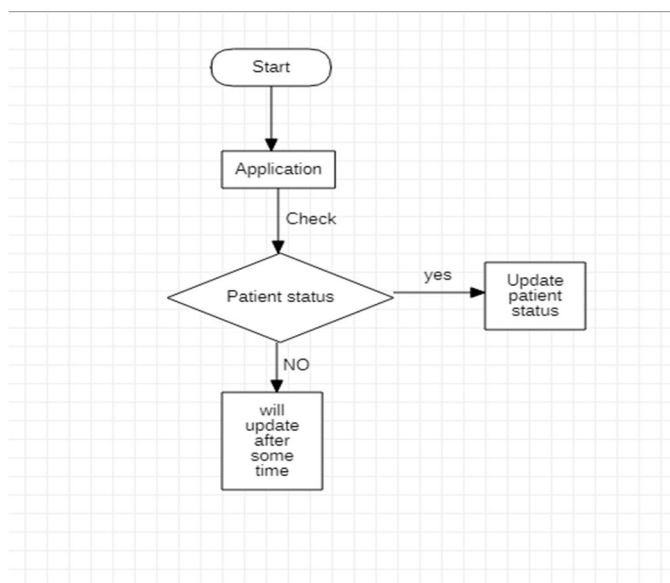 Start
Application
Check
Patient status
yes
Update
patient
status
NO
will
update
after
some
time